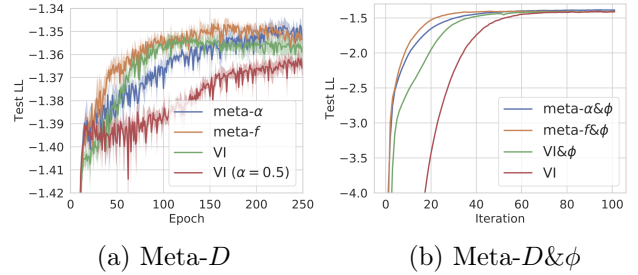 Test LL
−1.34
−1.35
−1.36
−1.37
−1.38
−1.39
−1.40
−1.41
−1.42
0 50 100 150 200 250
Epoch
meta-α
meta-f
VI
VI (α = 0.5)
(a) Meta-D
Test LL
−1.5
−2.0
−2.5
−3.0
−3.5
−4.0
0 20 40 60 80 100
Iteration
meta-α&ϕ
meta-f&ϕ
VI&ϕ
VI
(b) Meta-D&ϕ